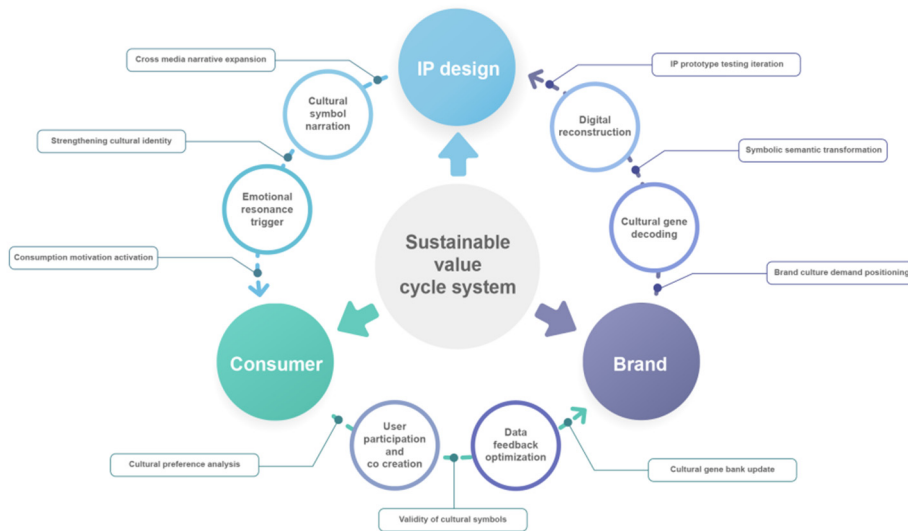 IP design
Cross media narrative expansion
IP prototype testing iteration
Cultural
symbol
narration
Digital
reconstruction
Strengthening cultural identity
Symbolic semantic transformation
Emotional
resonance
trigger
Cultural gene
decoding
Sustainable
value
cycle system
Consumption motivation activation
Brand culture demand positioning
Consumer
Brand
User
participation
and
co creation
Data
feedback
optimization
Cultural preference analysis
Cultural gene bank update
Validity of cultural symbols